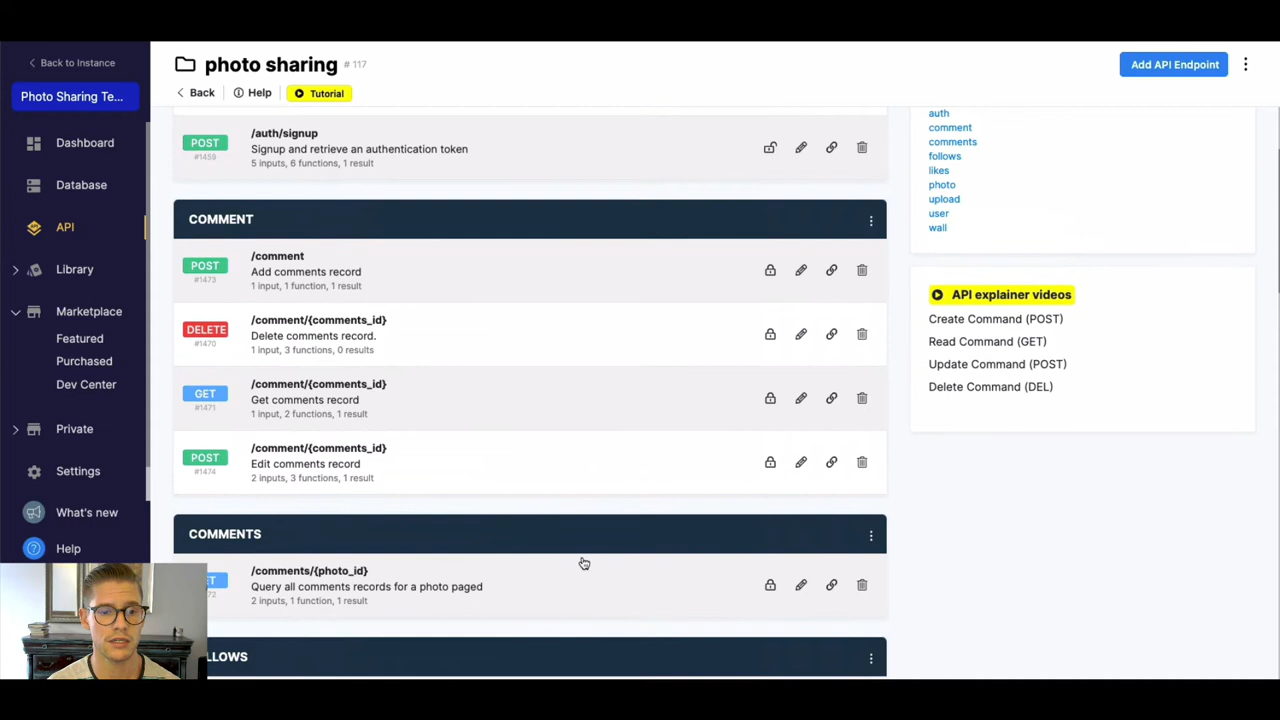 Back to Instance
Photo Sharing Te...
Dashboard
Database
API
Library
Marketplace
Featured
Purchased
Dev Center
Private
Settings
What's new
Help
photo sharing # 117
Back
Help
Tutorial
Add API Endpoint
POST
#1459
/auth/signup
Signup and retrieve an authentication token
5 inputs, 6 functions, 1 result
COMMENT
POST
#1473
/comment
Add comments record
1 input, 1 function, 1 result
DELETE
#1470
/comment/{comments_id}
Delete comments record.
1 input, 3 functions, 0 results
GET
#1471
/comment/{comments_id}
Get comments record
1 input, 2 functions, 1 result
POST
#1474
/comment/{comments_id}
Edit comments record
2 inputs, 3 functions, 1 result
COMMENTS
ET
72
/comments/{photo_id}
Query all comments records for a photo paged
2 inputs, 1 function, 1 result
LLOWS
auth
comment
comments
follows
likes
photo
upload
user
wall
API explainer videos
Create Command (POST)
Read Command (GET)
Update Command (POST)
Delete Command (DEL)